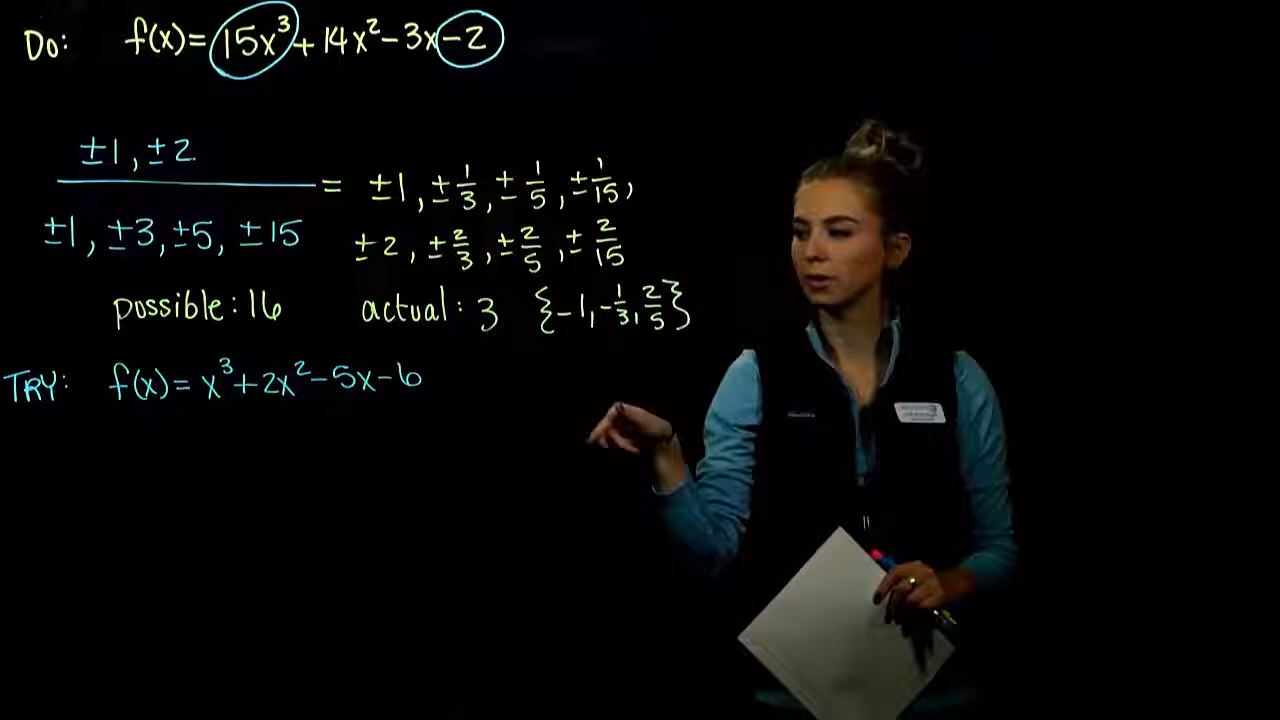 Do: f(x) = 15x³ + 14x² - 3x - 2
±1, ±2
±1, ±3, ±5, ±15
= ±1, ±1/3, ±1/5, ±1/15,
±2, ±2/3, ±2/5, ±2/15
possible: 16 actual: 3 {-1, -1/3, 2/5}
TRY: f(x) = x³ + 2x² - 5x - 6